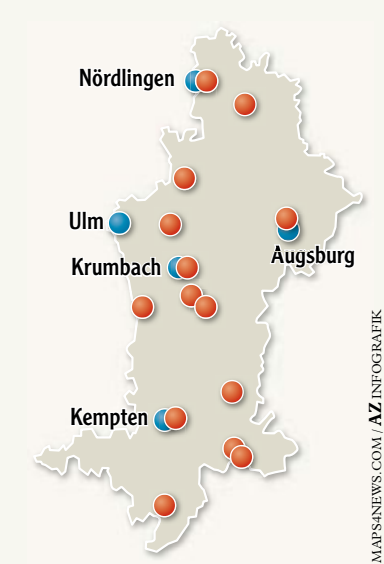 Nördlingen
Ulm
Augsburg
Krumbach
Kempten
MAPS4NEWS.COM / AZ INFOGRAFIK